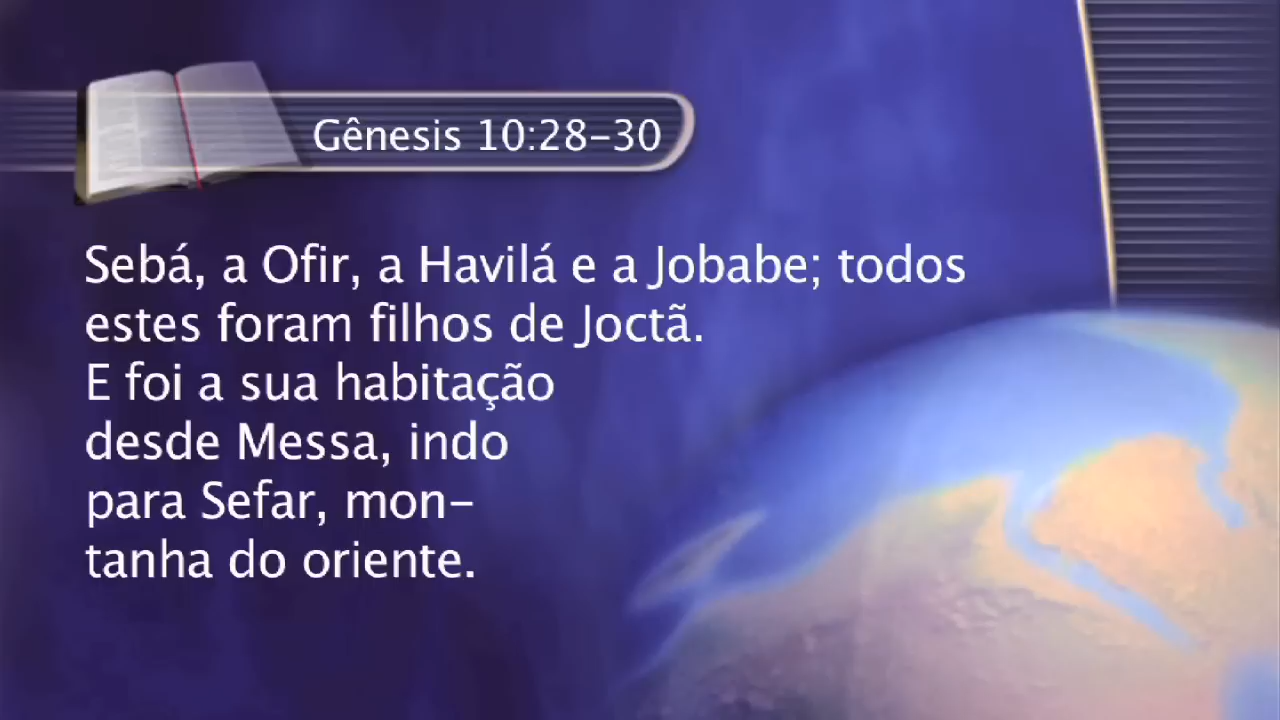 Gênesis 10:28–30
Sebá, a Ofir, a Havilá e a Jobabe; todos
estes foram filhos de Joctã.
E foi a sua habitação
desde Messa, indo
para Sefar, mon–
tanha do oriente.